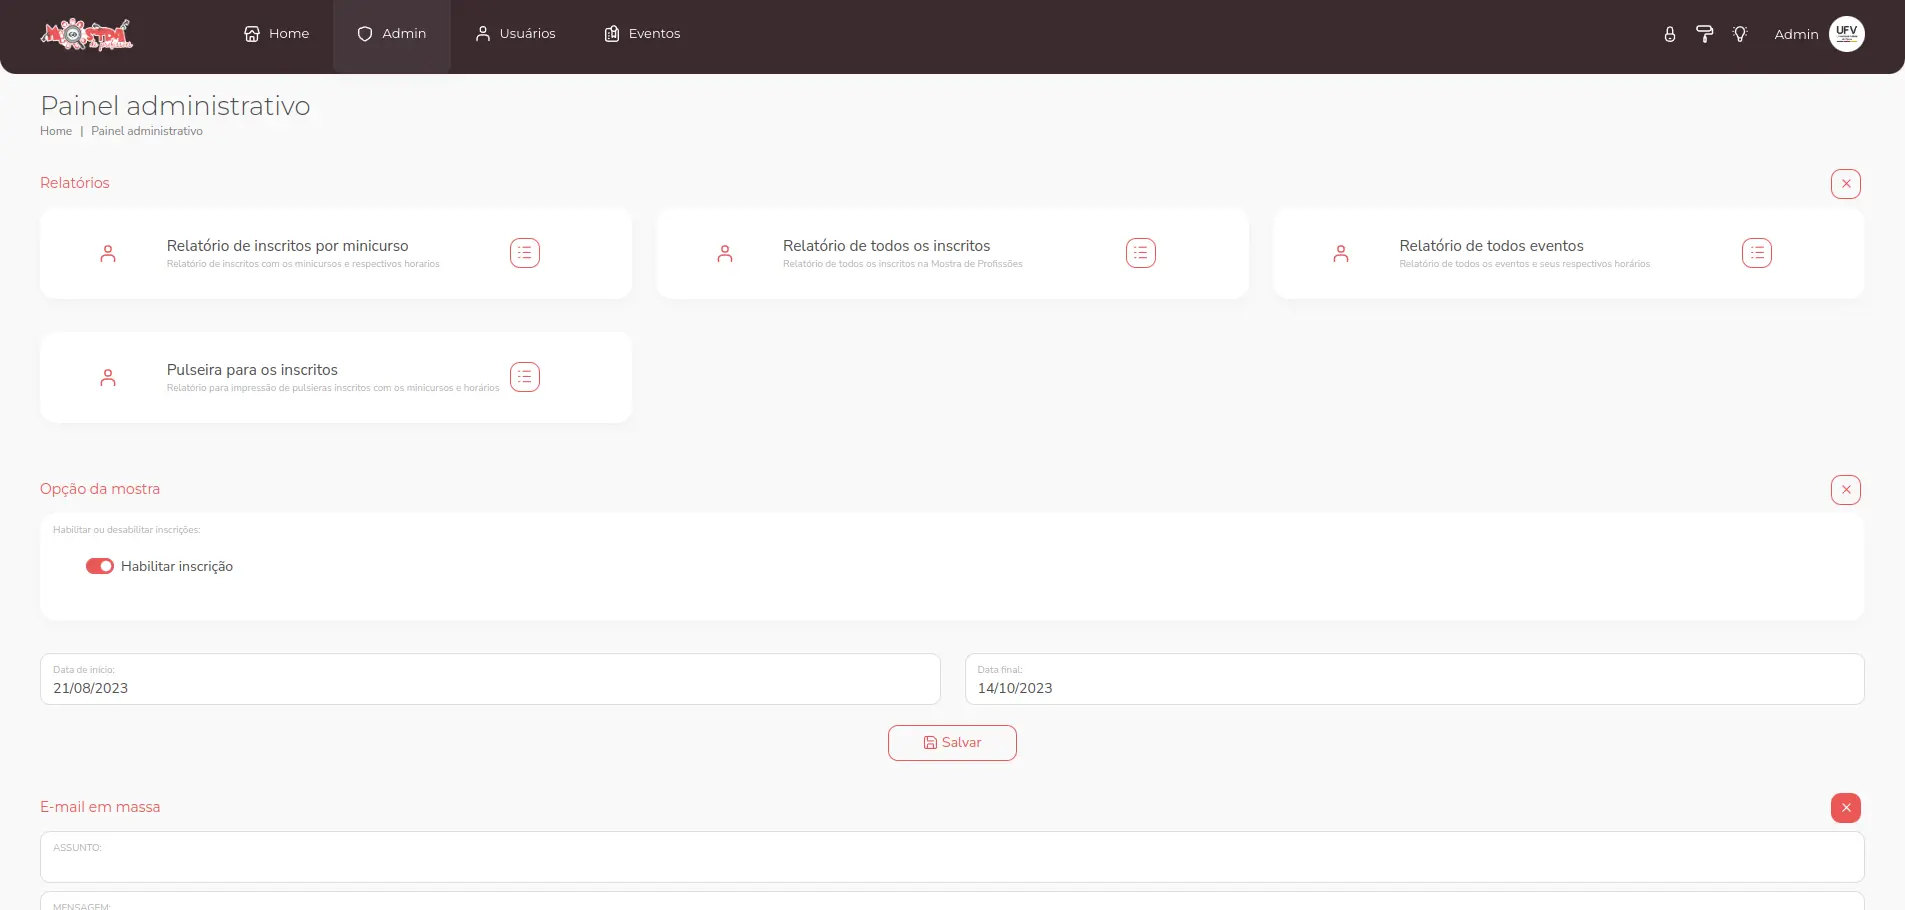 MOSTRA
Home
Admin
Usuários
Eventos
Admin
UFV
Painel administrativo
Home | Painel administrativo
Relatórios
Relatório de inscritos por minicurso
Relatório de inscritos com os minicursos e respectivos horarios
Relatório de todos os inscritos
Relatório de todos os inscritos na Mostra de Profissões
Relatório de todos eventos
Relatório de todos os eventos e seus respectivos horários
Pulseira para os inscritos
Relatório para impressão de pulsieras inscritos com os minicursos e horários
Opção da mostra
Habilitar ou desabilitar inscrições:
Habilitar inscrição
Data de início:
21/08/2023
Data final:
14/10/2023
Salvar
E-mail em massa
ASSUNTO:
MENSAGEM: